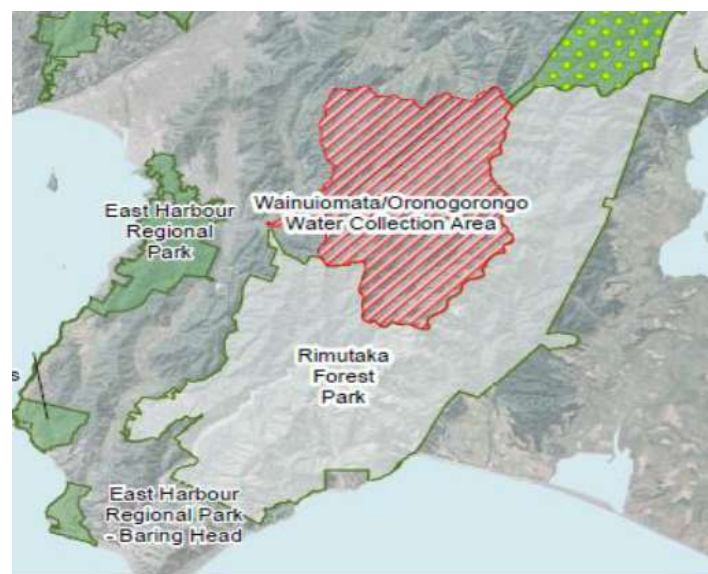 East Harbour
Regional
Park
Wainuiomata/Oronogorongo
Water Collection Area
Rimutaka
Forest
Park
s
East Harbour
Regional Park
- Baring Head